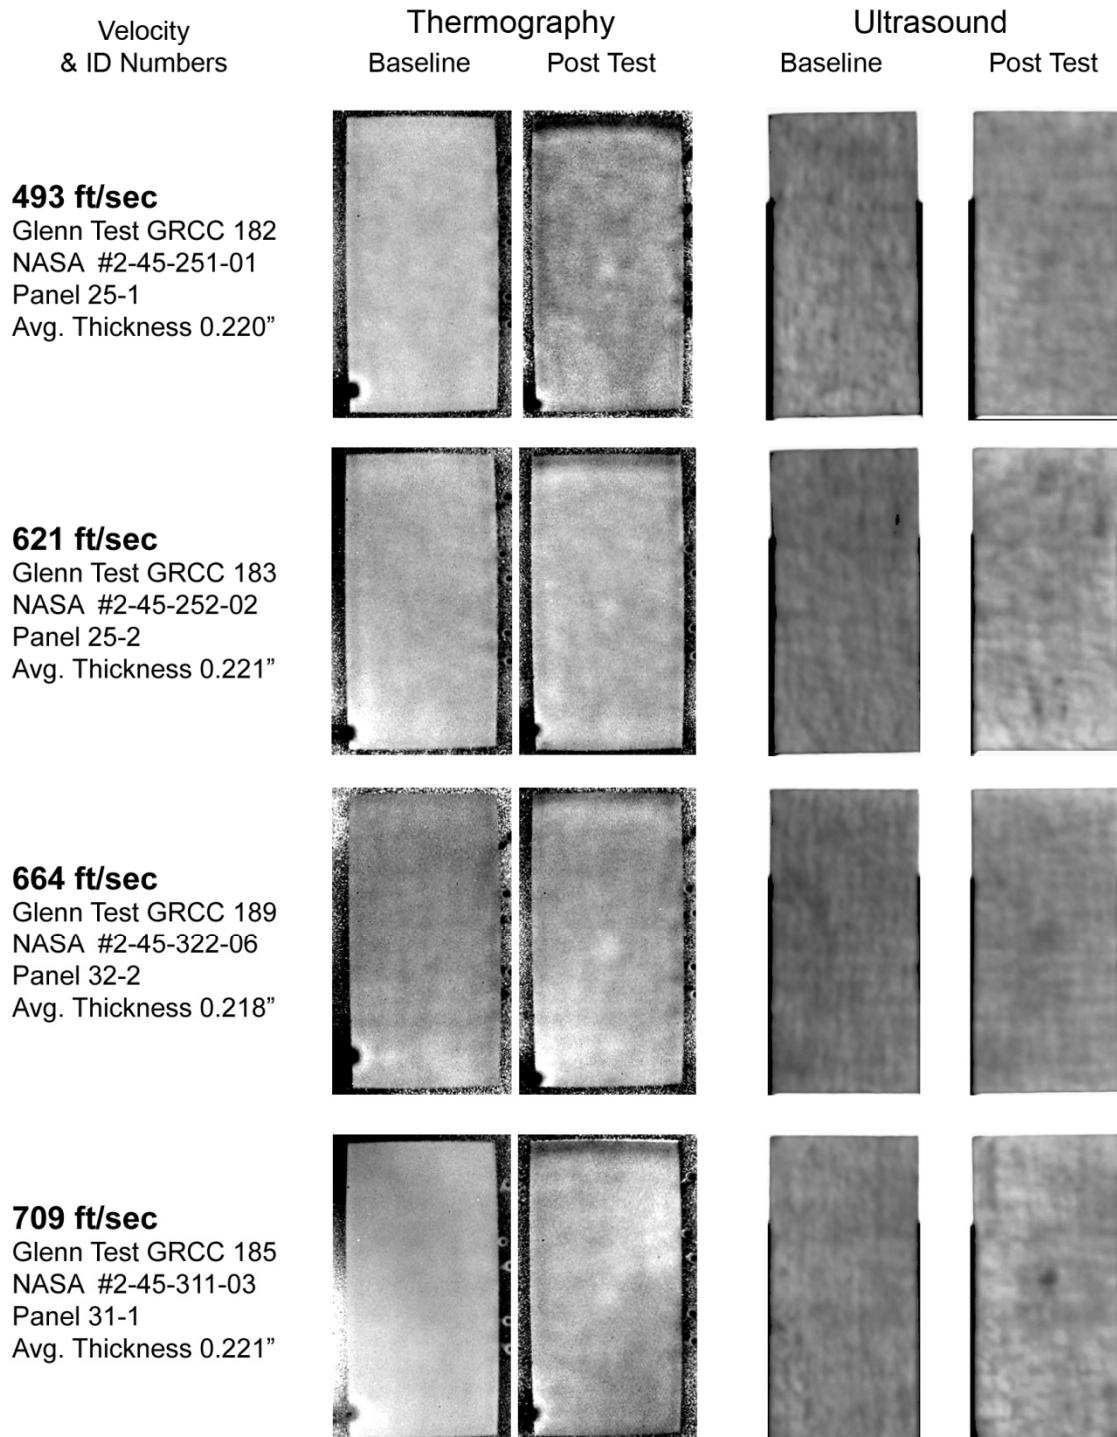 Velocity
& ID Numbers
Thermography
Baseline Post Test
Ultrasound
Baseline Post Test
493 ft/sec
Glenn Test GRCC 182
NASA #2-45-251-01
Panel 25-1
Avg. Thickness 0.220”
621 ft/sec
Glenn Test GRCC 183
NASA #2-45-252-02
Panel 25-2
Avg. Thickness 0.221”
664 ft/sec
Glenn Test GRCC 189
NASA #2-45-322-06
Panel 32-2
Avg. Thickness 0.218”
709 ft/sec
Glenn Test GRCC 185
NASA #2-45-311-03
Panel 31-1
Avg. Thickness 0.221”